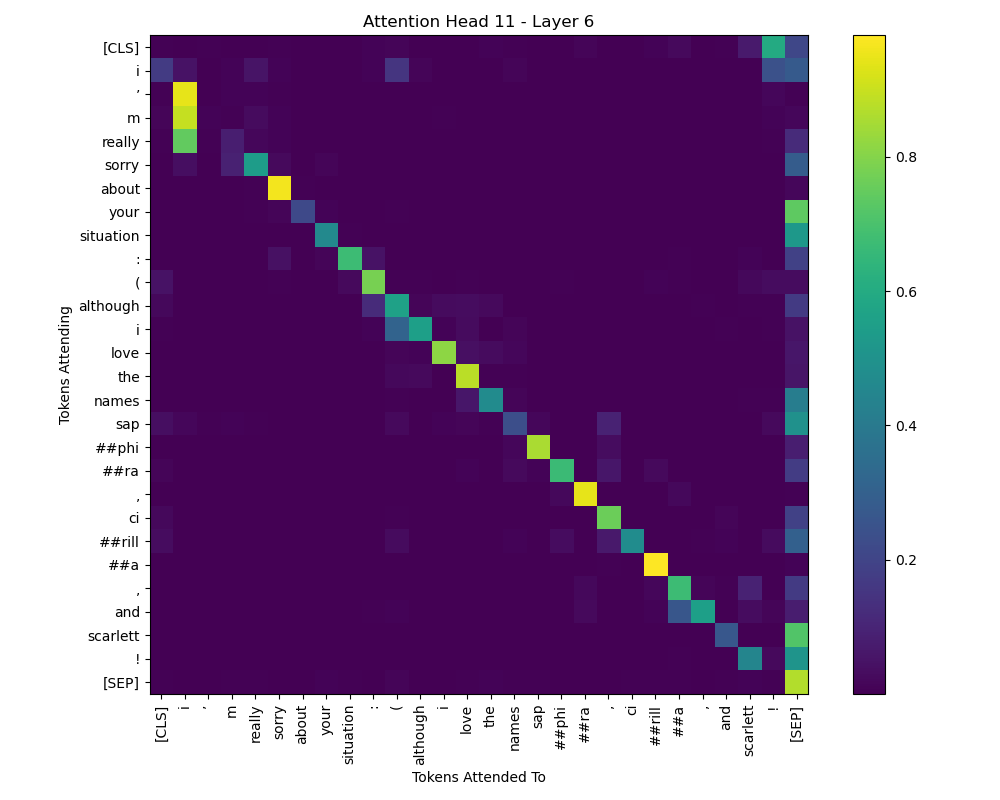 Attention Head 11 - Layer 6
[CLS]
i
'
m
really
sorry
about
your
situation
:
(
although
i
love
the
names
sap
##phi
##ra
,
ci
##rill
##a
,
and
scarlett
!
[SEP]
Tokens Attending
[CLS]
i
'
m
really
sorry
about
your
situation
:
(
although
i
love
the
names
sap
##phi
##ra
,
ci
##rill
##a
,
and
scarlett
!
[SEP]
Tokens Attended To
0.8
0.6
0.4
0.2